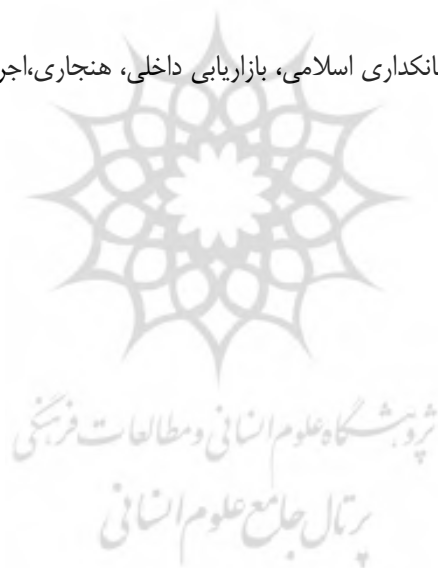 انکداری اسلامی، بازاریابی داخلی، هنجاری،اجر
پژوهشگاه علوم انسانی و مطالعات فرهنگی
پرتال جامع علوم انسانی